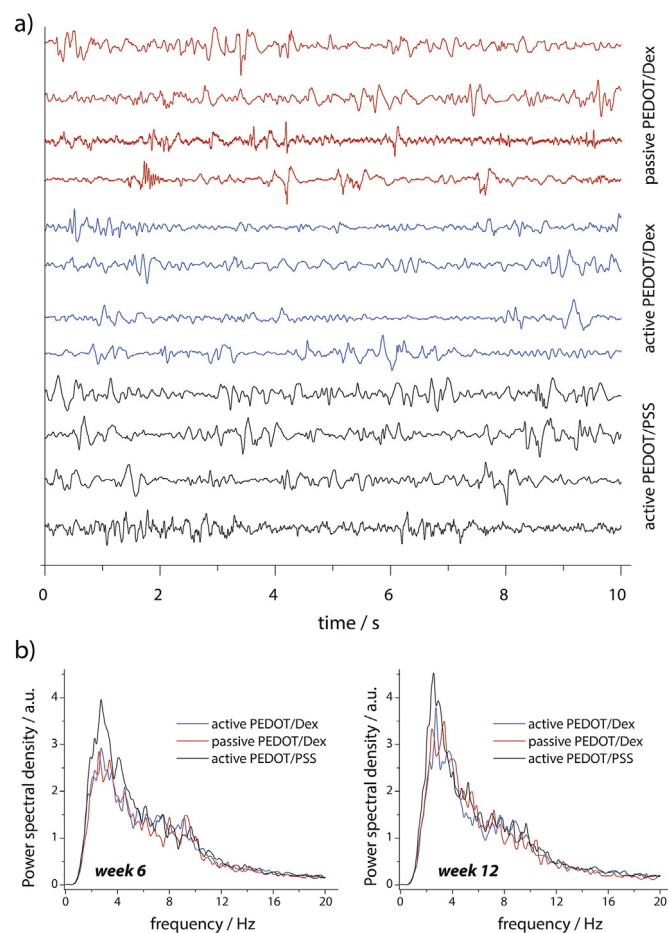 a)
passive PEDOT/Dex
active PEDOT/Dex
active PEDOT/PSS
0 2 4 6 8 10
time / s
b)
Power spectral density / a.u.
4
3
2
1
0
active PEDOT/Dex
passive PEDOT/Dex
active PEDOT/PSS
week 6
0 4 8 12 16 20
frequency / Hz
Power spectral density / a.u.
4
3
2
1
0
active PEDOT/Dex
passive PEDOT/Dex
active PEDOT/PSS
week 12
0 4 8 12 16 20
frequency / Hz